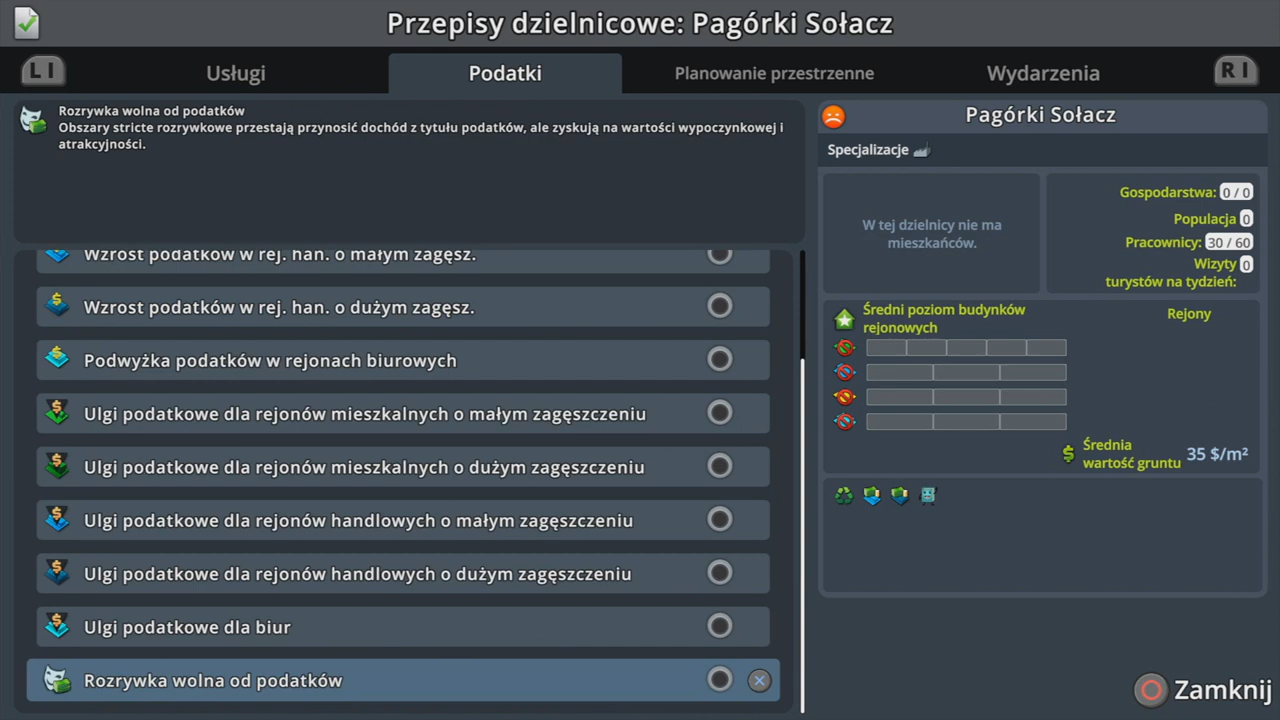 Przepisy dzielnicowe: Pagórki Sołacz
L1
Usługi
Podatki
Planowanie przestrzenne
Wydarzenia
R1
Rozrywka wolna od podatków
Obszary stricte rozrywkowe przestają przynosić dochód z tytułu podatków, ale zyskują na wartości wypoczynkowej i
atrakcyjności.
Wzrost podatków w rej. han. o małym zagęsz.
Wzrost podatków w rej. han. o dużym zagęsz.
Podwyżka podatków w rejonach biurowych
Ulgi podatkowe dla rejonów mieszkalnych o małym zagęszczeniu
Ulgi podatkowe dla rejonów mieszkalnych o dużym zagęszczeniu
Ulgi podatkowe dla rejonów handlowych o małym zagęszczeniu
Ulgi podatkowe dla rejonów handlowych o dużym zagęszczeniu
Ulgi podatkowe dla biur
Rozrywka wolna od podatków
Pagórki Sołacz
Specjalizacje
W tej dzielnicy nie ma
mieszkańców.
Gospodarstwa: 0 / 0
Populacja 0
Pracownicy: 30 / 60
Wizyty 0
turystów na tydzień:
Średni poziom budynków
rejonowych
Rejony
Średnia
wartość gruntu 35 $/m²
Zamknij